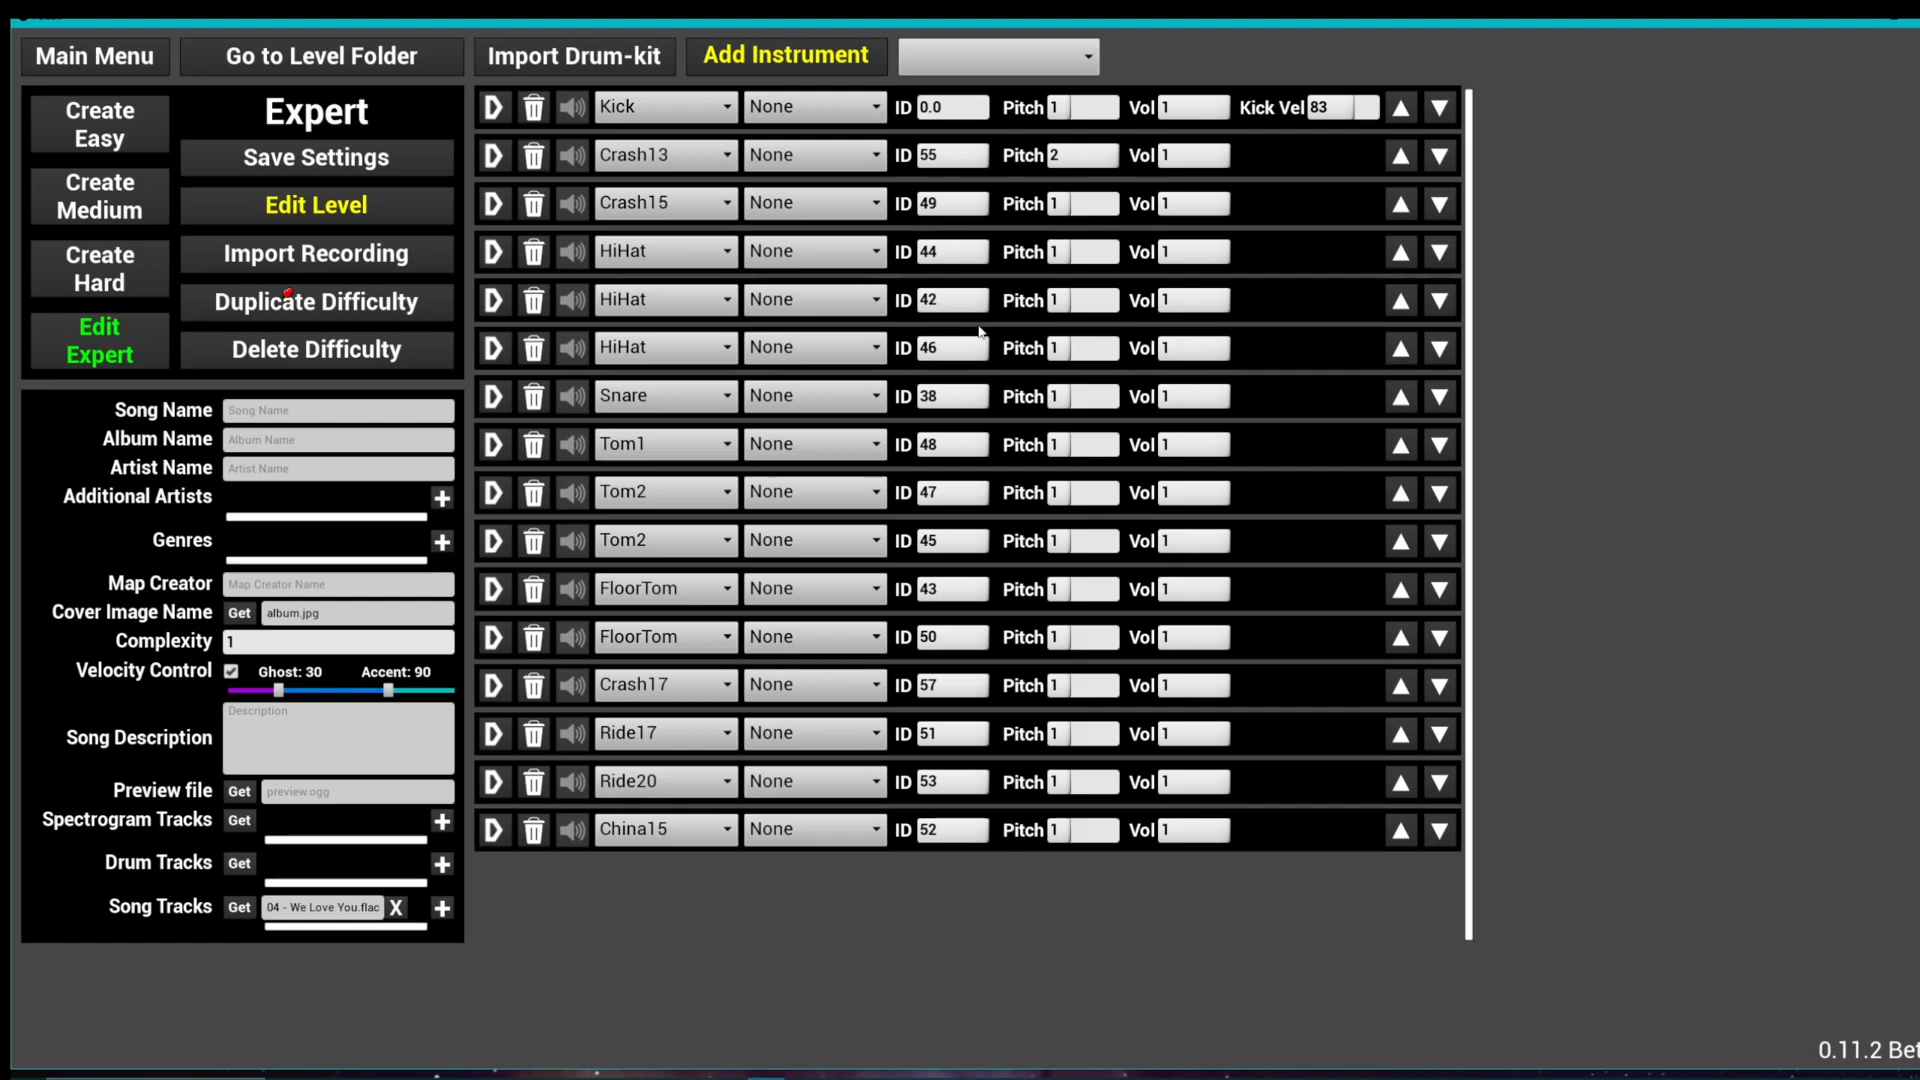 Main Menu
Go to Level Folder
Import Drum-kit
Add Instrument
Create Easy
Create Medium
Create Hard
Edit Expert
Expert
Save Settings
Edit Level
Import Recording
Duplicate Difficulty
Delete Difficulty
Kick None ID 0.0 Pitch 1 Vol 1 Kick Vel 83
Crash13 None ID 55 Pitch 2 Vol 1
Crash15 None ID 49 Pitch 1 Vol 1
HiHat None ID 44 Pitch 1 Vol 1
HiHat None ID 42 Pitch 1 Vol 1
HiHat None ID 46 Pitch 1 Vol 1
Snare None ID 38 Pitch 1 Vol 1
Tom1 None ID 48 Pitch 1 Vol 1
Tom2 None ID 47 Pitch 1 Vol 1
Tom2 None ID 45 Pitch 1 Vol 1
FloorTom None ID 43 Pitch 1 Vol 1
FloorTom None ID 50 Pitch 1 Vol 1
Crash17 None ID 57 Pitch 1 Vol 1
Ride17 None ID 51 Pitch 1 Vol 1
Ride20 None ID 53 Pitch 1 Vol 1
China15 None ID 52 Pitch 1 Vol 1
Song Name Song Name
Album Name Album Name
Artist Name Artist Name
Additional Artists +
Genres +
Map Creator Map Creator Name
Cover Image Name Get album.jpg
Complexity 1
Velocity Control Ghost: 30 Accent: 90
Song Description Description
Preview file Get preview.ogg
Spectrogram Tracks Get +
Drum Tracks Get +
Song Tracks Get 04 - We Love You.flac X +
0.11.2 Bet